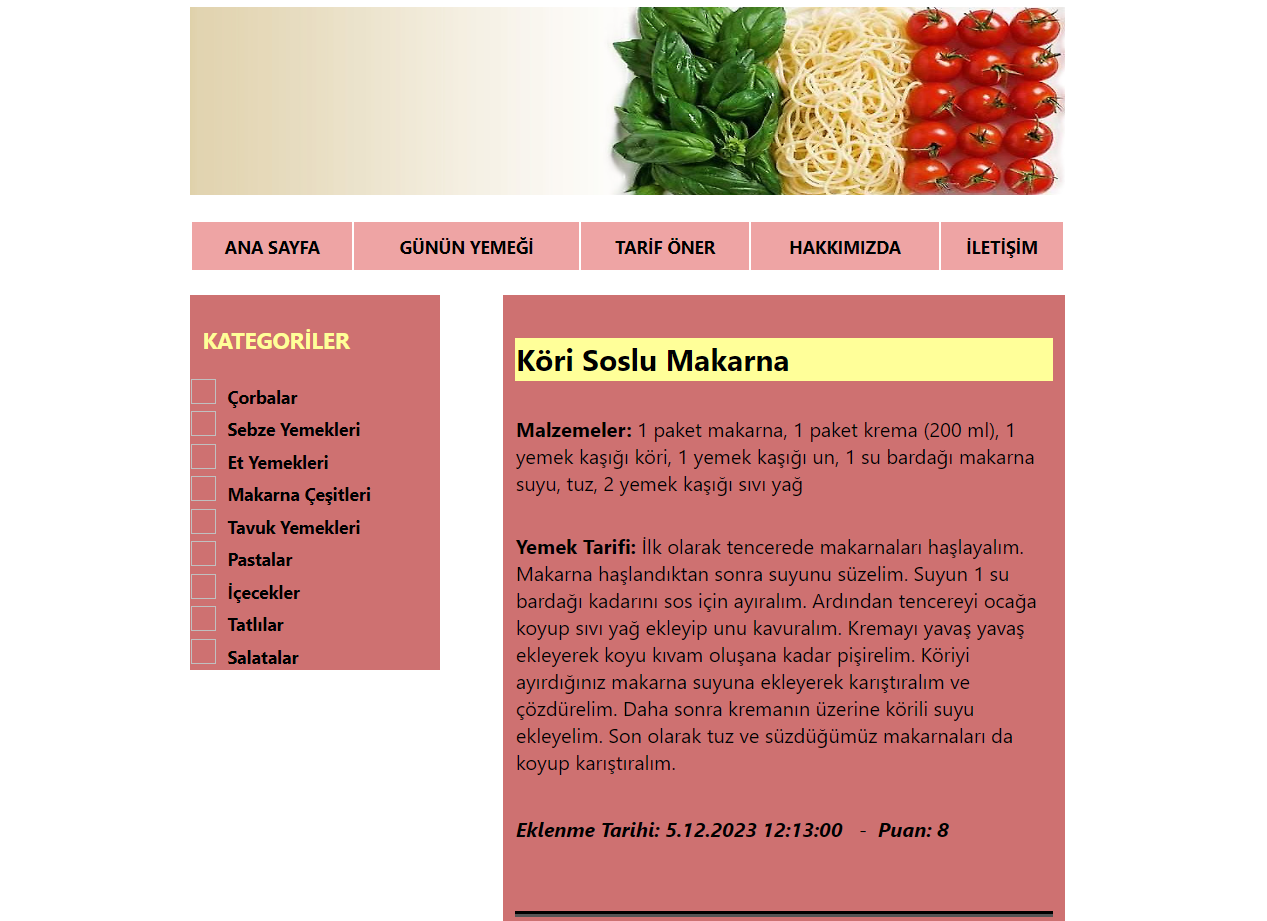 ANA SAYFA GÜNÜN YEMEĞİ TARİF ÖNER HAKKIMIZDA İLETİŞİM
KATEGORİLER
Çorbalar
Sebze Yemekleri
Et Yemekleri
Makarna Çeşitleri
Tavuk Yemekleri
Pastalar
İçecekler
Tatlılar
Salatalar
Köri Soslu Makarna
Malzemeler: 1 paket makarna, 1 paket krema (200 ml), 1
yemek kaşığı köri, 1 yemek kaşığı un, 1 su bardağı makarna
suyu, tuz, 2 yemek kaşığı sıvı yağ
Yemek Tarifi: İlk olarak tencerede makarnaları haşlayalım.
Makarna haşlandıktan sonra suyunu süzelim. Suyun 1 su
bardağı kadarını sos için ayıralım. Ardından tencereyi ocağa
koyup sıvı yağ ekleyip unu kavuralım. Kremayı yavaş yavaş
ekleyerek koyu kıvam oluşana kadar pişirelim. Köriyi
ayırdığınız makarna suyuna ekleyerek karıştıralım ve
çözdürelim. Daha sonra kremanın üzerine körili suyu
ekleyelim. Son olarak tuz ve süzdüğümüz makarnaları da
koyup karıştıralım.
Eklenme Tarihi: 5.12.2023 12:13:00 - Puan: 8